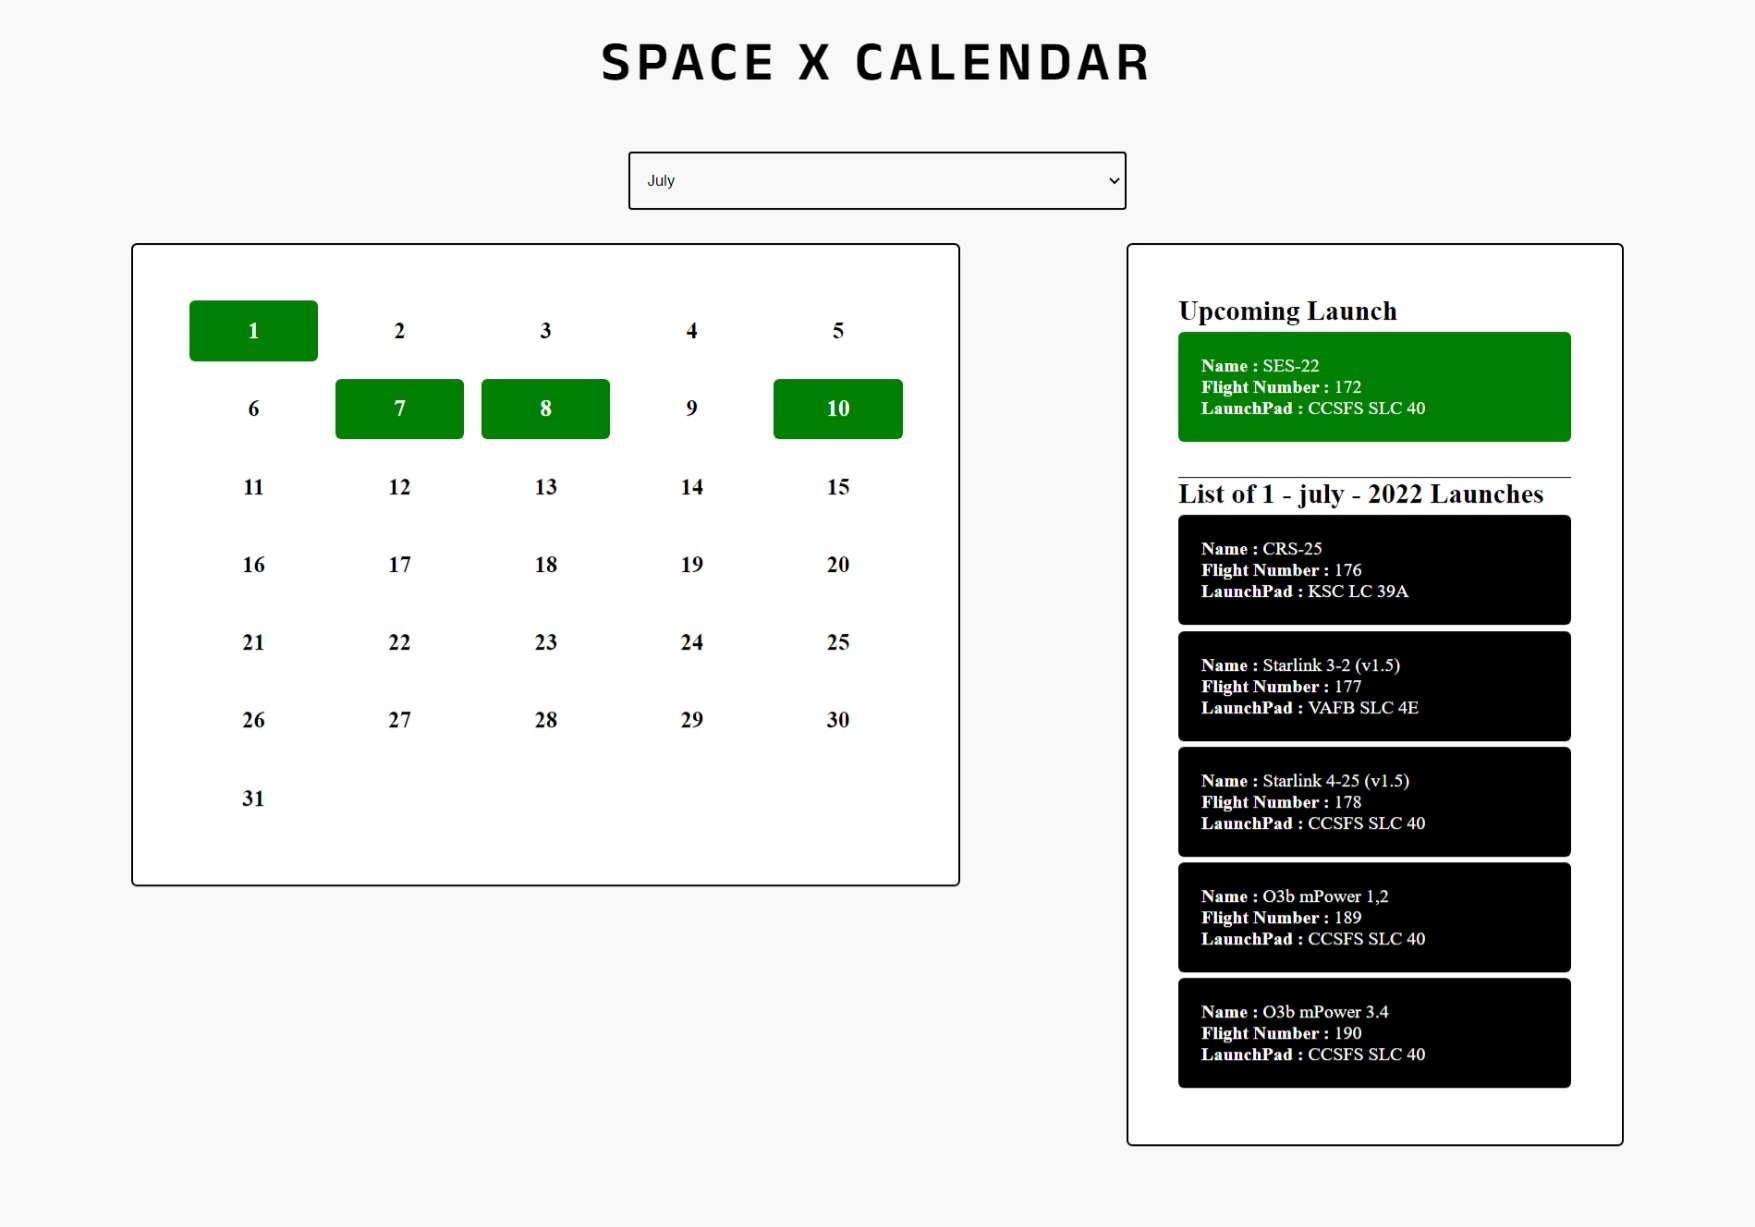 SPACE X CALENDAR
July
1 2 3 4 5
6 7 8 9 10
11 12 13 14 15
16 17 18 19 20
21 22 23 24 25
26 27 28 29 30
31
Upcoming Launch
Name : SES-22
Flight Number : 172
LaunchPad : CCSFS SLC 40
List of 1 - july - 2022 Launches
Name : CRS-25
Flight Number : 176
LaunchPad : KSC LC 39A
Name : Starlink 3-2 (v1.5)
Flight Number : 177
LaunchPad : VAFB SLC 4E
Name : Starlink 4-25 (v1.5)
Flight Number : 178
LaunchPad : CCSFS SLC 40
Name : O3b mPower 1,2
Flight Number : 189
LaunchPad : CCSFS SLC 40
Name : O3b mPower 3.4
Flight Number : 190
LaunchPad : CCSFS SLC 40